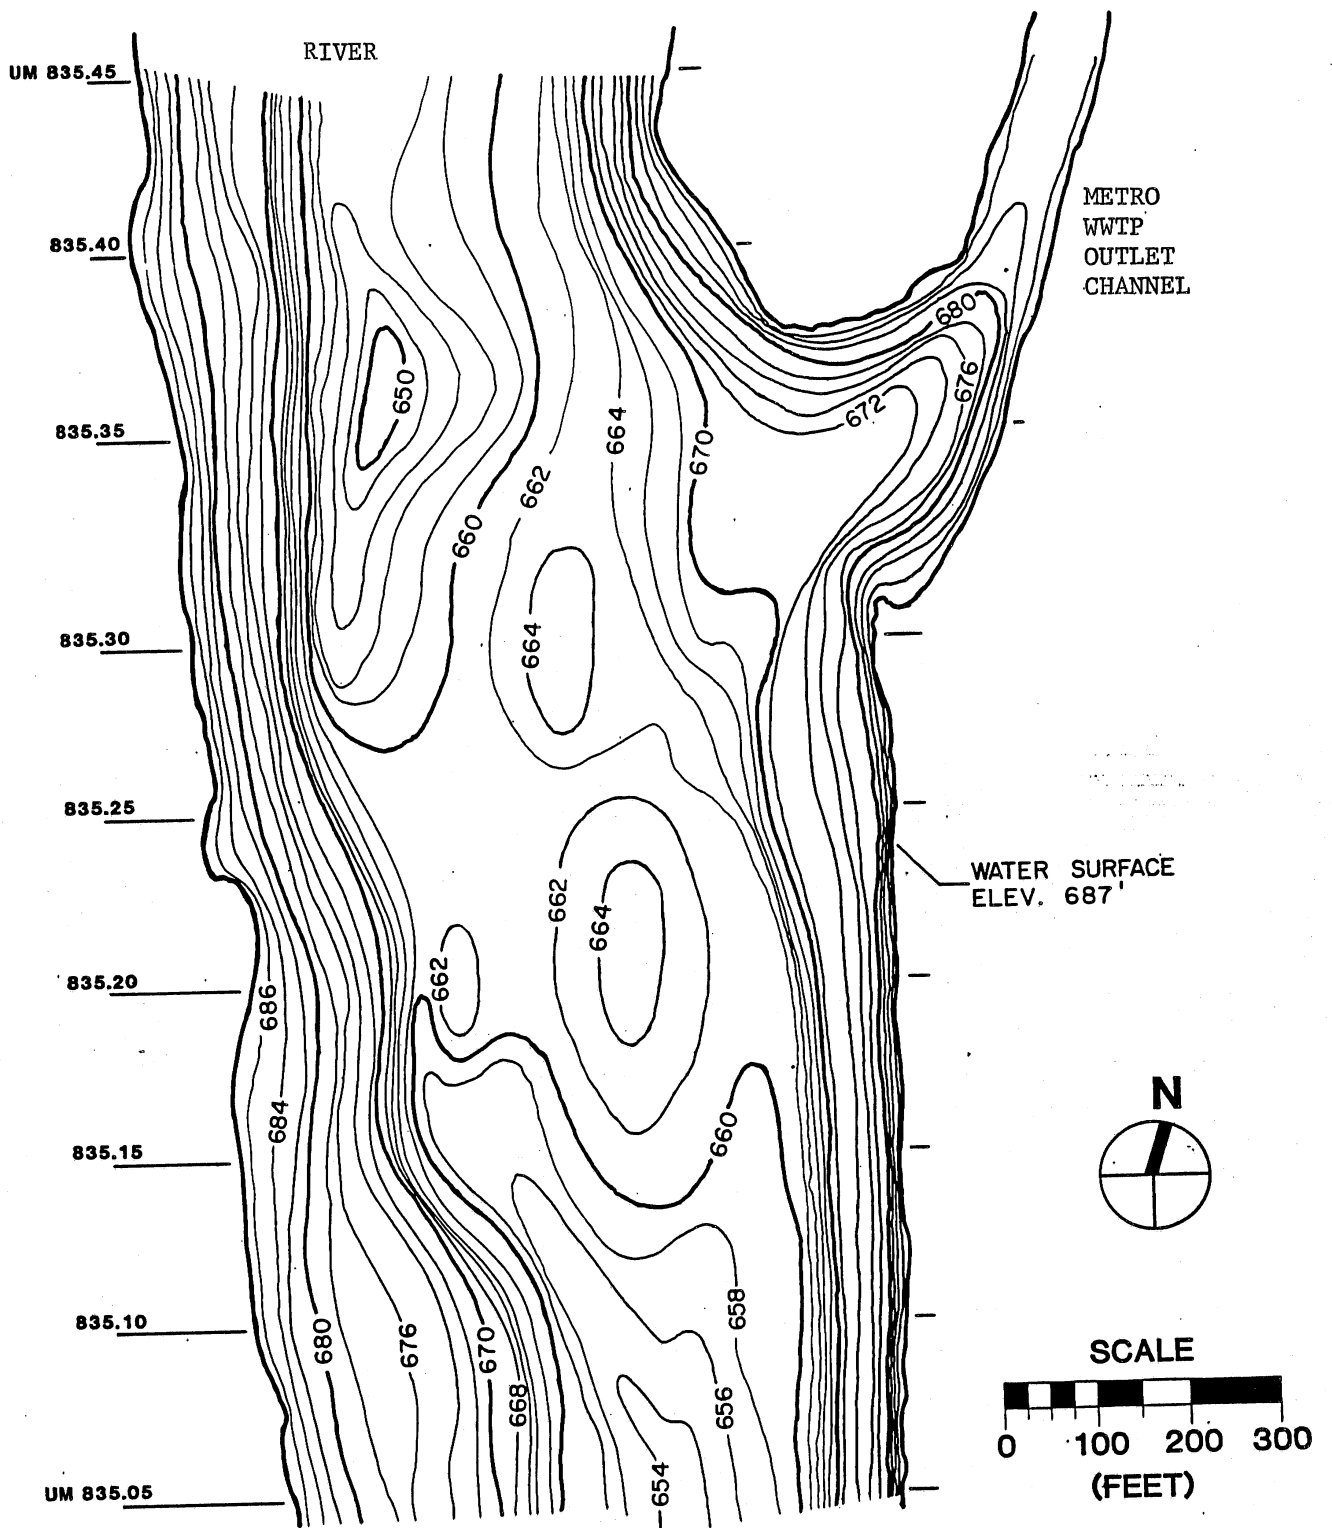 RIVER
UM 835.45
METRO
WWTP
OUTLET
CHANNEL
835.40
680
650
676
672
664
835.35
670
662
660
835.30
664
835.25
WATER SURFACE
ELEV. 687'
662
664
662
835.20
686
684
660
N
835.15
658
835.10
680
676
670
668
656
SCALE
0 100 200 300
(FEET)
654
UM 835.05